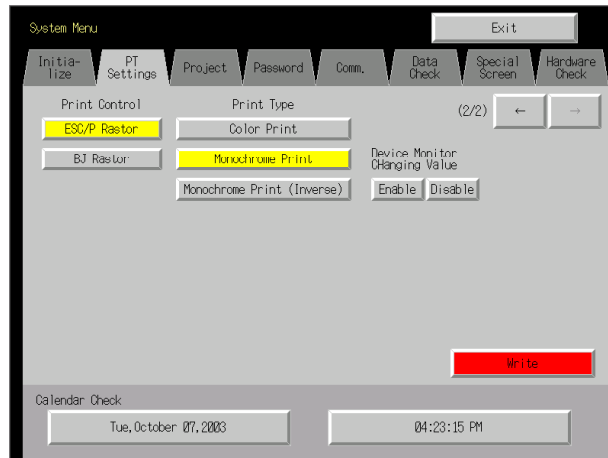 System Menu
Exit
Initia-
lize
PT
Settings
Project
Password
Comm.
Data
Check
Special
Screen
Hardware
Check
Print Control
Print Type
(2/2)
←
→
ESC/P Rastor
Color Print
BJ Rastor
Monochrome Print
Device Monitor
CHanging Value
Monochrome Print (Inverse)
Enable
Disable
Write
Calendar Check
Tue,October 07,2003
04:23:15 PM